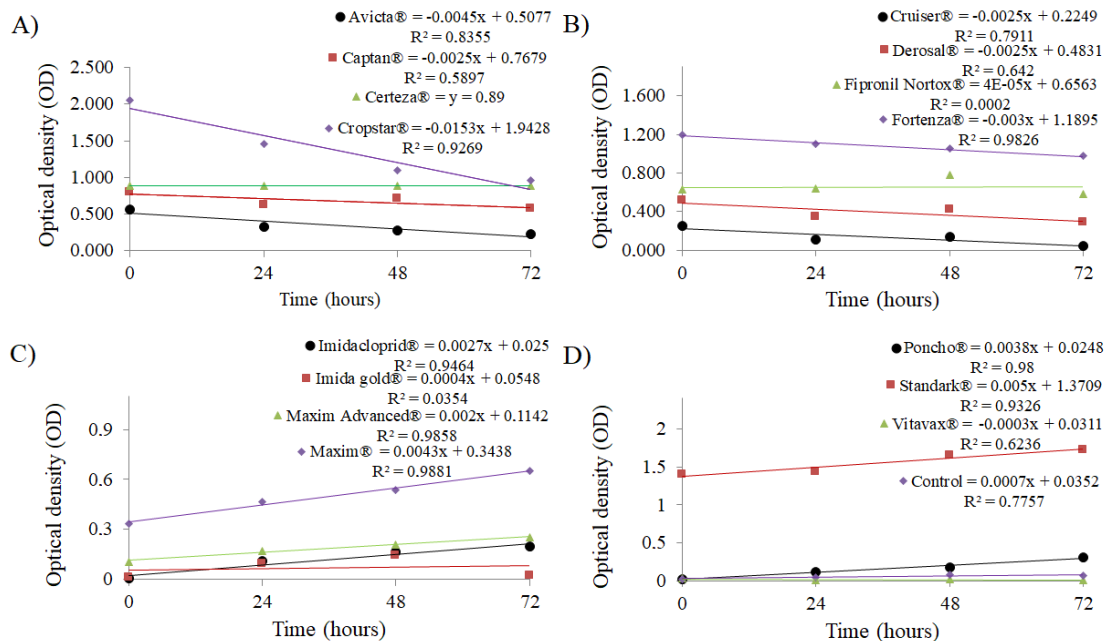 A)
Avicta® = -0.0045x + 0.5077
R² = 0.8355
Captan® = -0.0025x + 0.7679
R² = 0.5897
Certeza® = y = 0.89
Cropstar® = -0.0153x + 1.9428
R² = 0.9269
Optical density (OD)
2.500
2.000
1.500
1.000
0.500
0.000
0 24 48 72
Time (hours)
B)
Cruiser® = -0.0025x + 0.2249
R² = 0.7911
Derosal® = -0.0025x + 0.4831
R² = 0.642
Fipronil Nortox® = 4E-05x + 0.6563
R² = 0.0002
Fortenza® = -0.003x + 1.1895
R² = 0.9826
Optical density (OD)
1.600
1.200
0.800
0.400
0.000
0 24 48 72
Time (hours)
C)
Imidacloprid® = 0.0027x + 0.025
R² = 0.9464
Imida gold® = 0.0004x + 0.0548
R² = 0.0354
Maxim Advanced® = 0.002x + 0.1142
R² = 0.9858
Maxim® = 0.0043x + 0.3438
R² = 0.9881
Optical density (OD)
0.9
0.6
0.3
0
0 24 48 72
Time (hours)
D)
Poncho® = 0.0038x + 0.0248
R² = 0.98
Standark® = 0.005x + 1.3709
R² = 0.9326
Vitavax® = -0.0003x + 0.0311
R² = 0.6236
Control = 0.0007x + 0.0352
R² = 0.7757
Optical density (OD)
2
1.5
1
0.5
0
0 24 48 72
Time (hours)